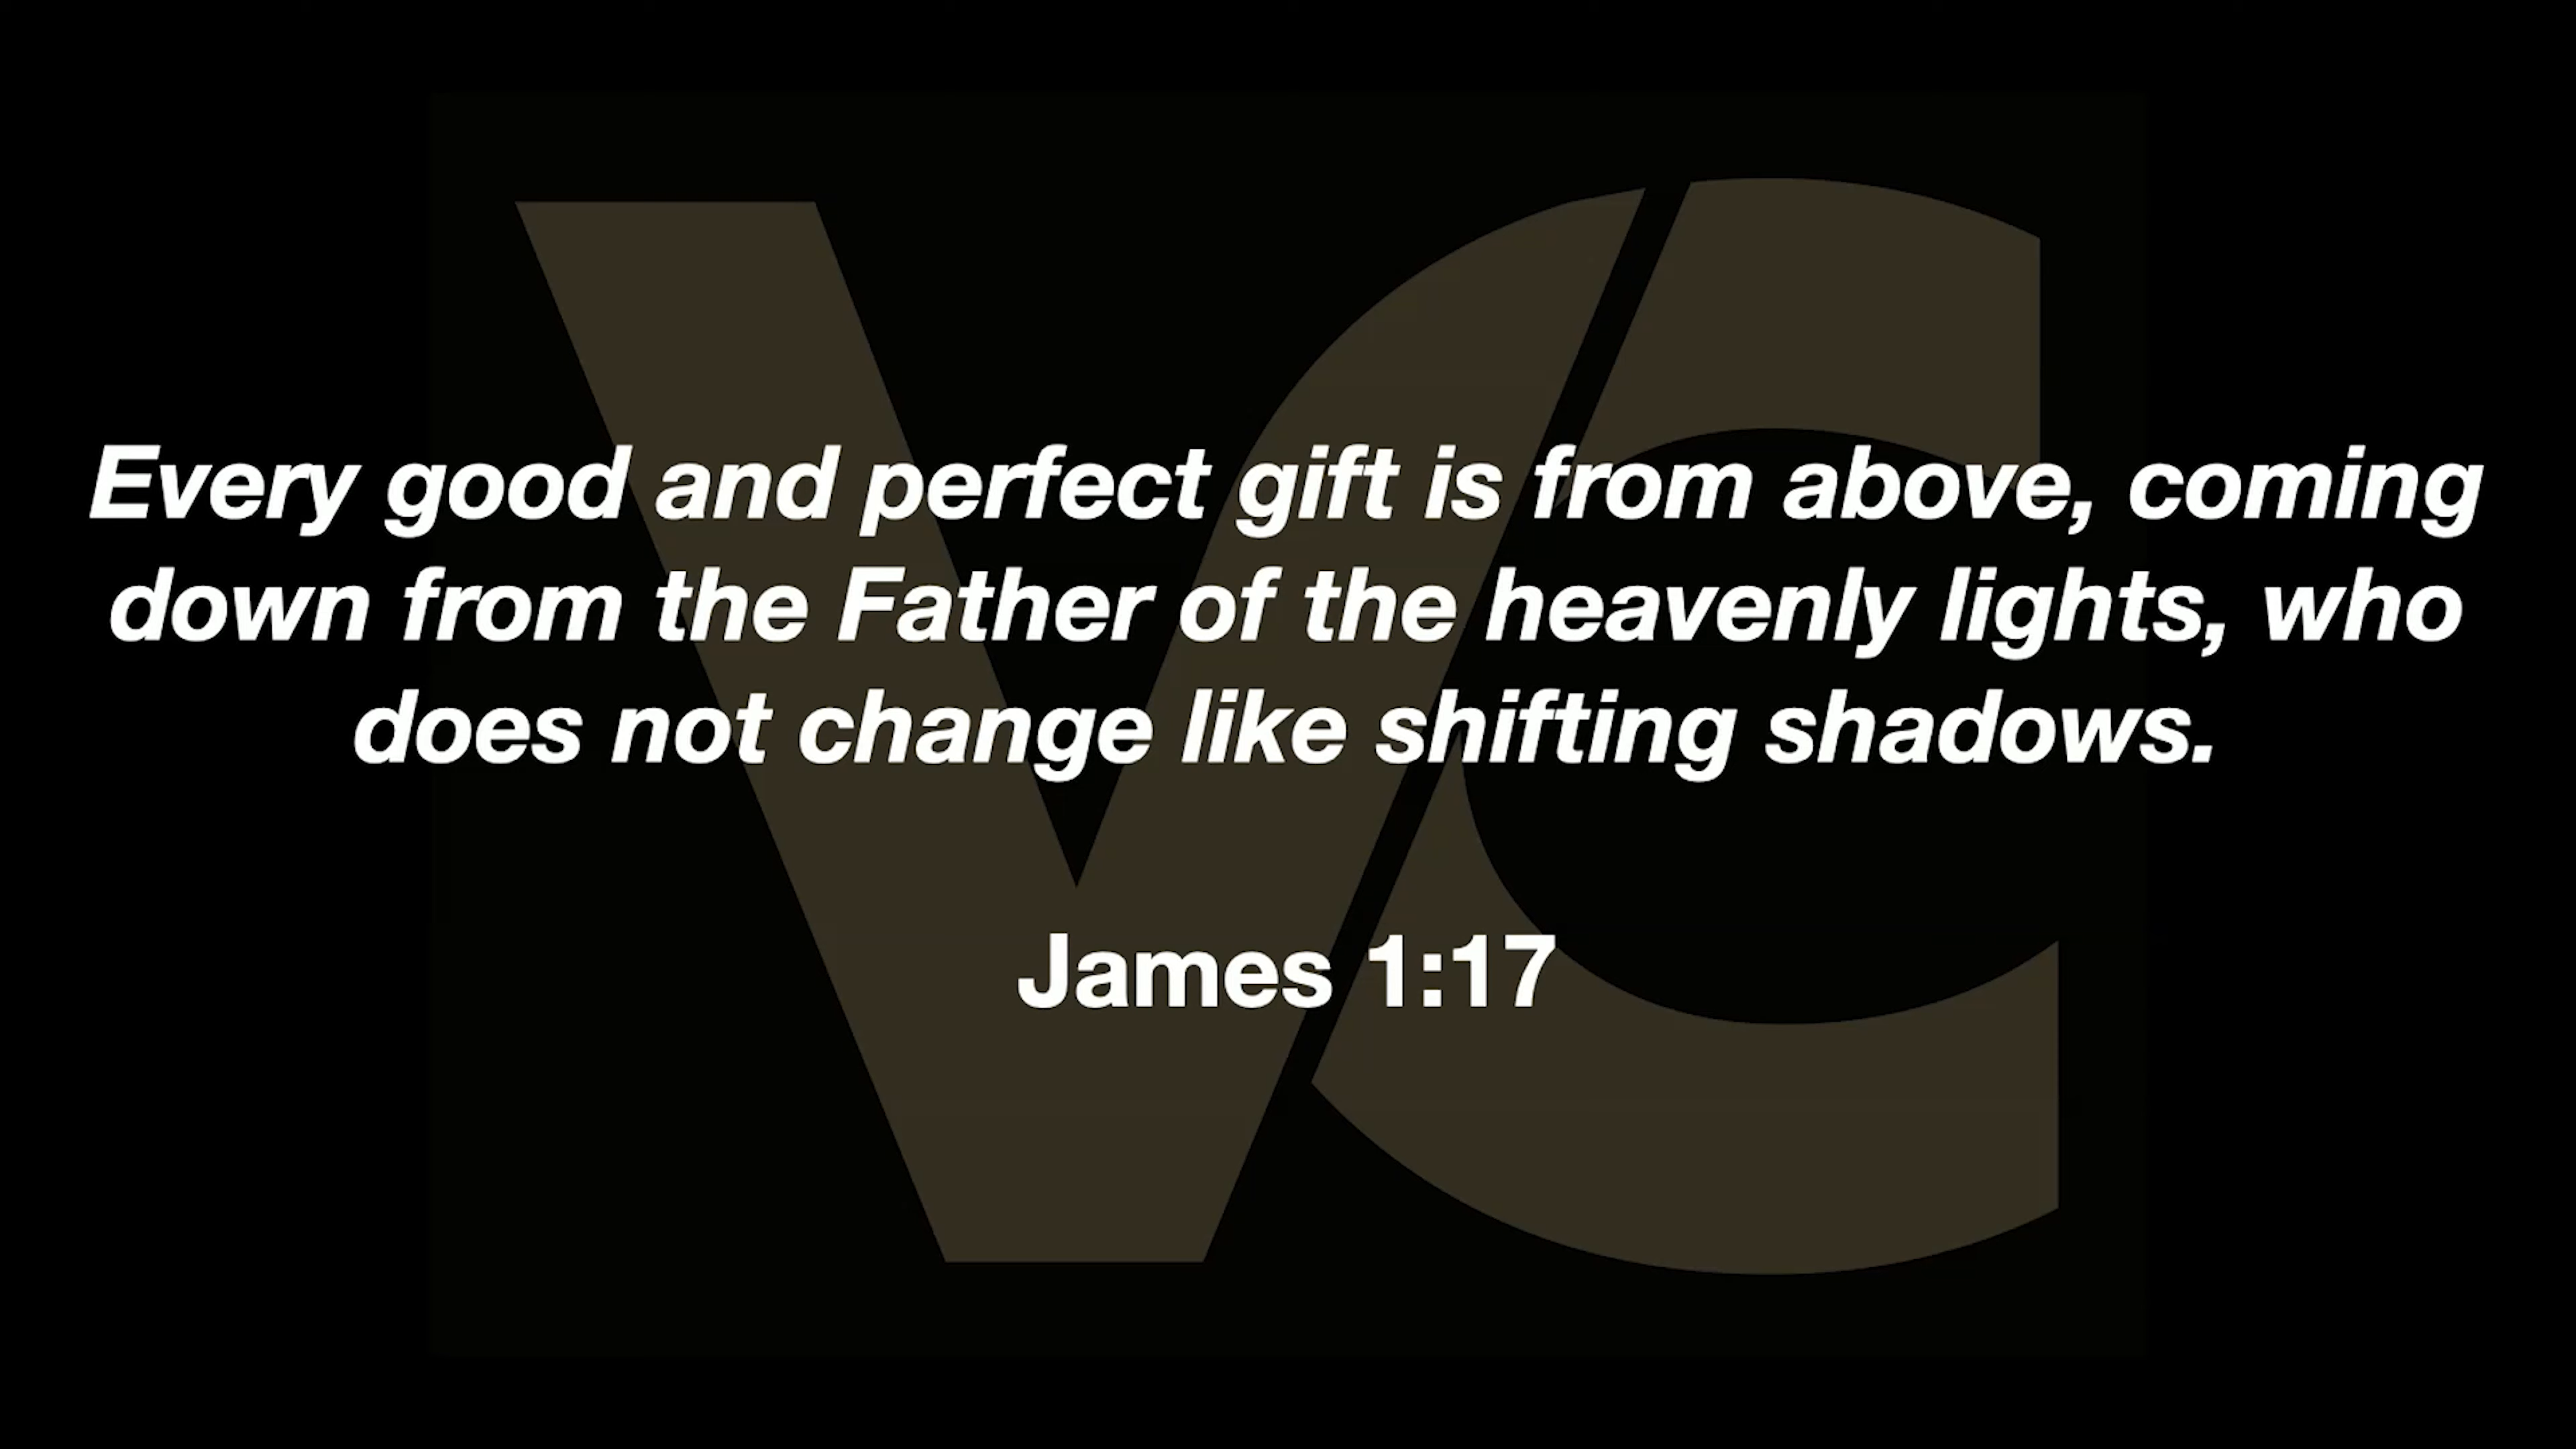 VC
Every good and perfect gift is from above, coming
down from the Father of the heavenly lights, who
does not change like shifting shadows.
James 1:17